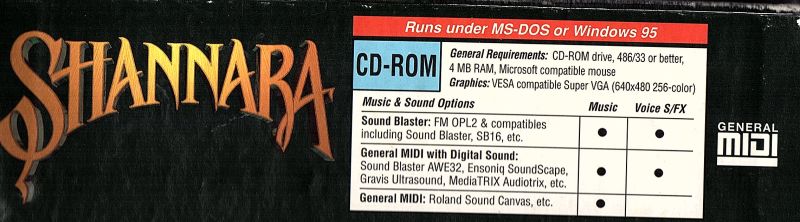 SHANNARA
Runs under MS-DOS or Windows 95
CD-ROM
General Requirements: CD-ROM drive, 486/33 or better,
4 MB RAM, Microsoft compatible mouse
Graphics: VESA compatible Super VGA (640x480 256-color)
Music & Sound Options Music Voice S/FX
Sound Blaster: FM OPL2 & compatibles
including Sound Blaster, SB16, etc. ● ●
General MIDI with Digital Sound:
Sound Blaster AWE32, Ensoniq SoundScape, ● ●
Gravis Ultrasound, MediaTRIX Audiotrix, etc.
General MIDI: Roland Sound Canvas, etc. ●
GENERAL
MIDI